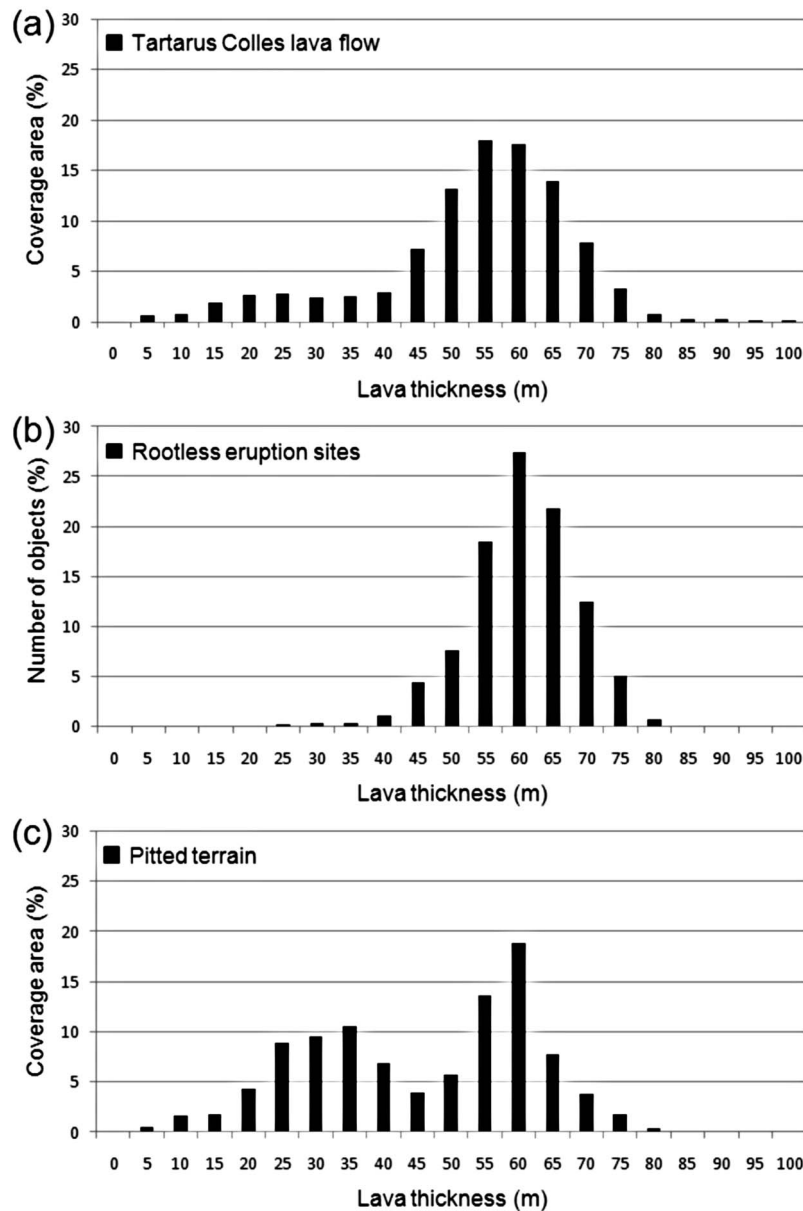 (a)
30
Tartarus Colles lava flow
25
20
15
10
5
0
Coverage area (%)
0 5 10 15 20 25 30 35 40 45 50 55 60 65 70 75 80 85 90 95 100
Lava thickness (m)
(b)
30
Rootless eruption sites
25
20
15
10
5
0
Number of objects (%)
0 5 10 15 20 25 30 35 40 45 50 55 60 65 70 75 80 85 90 95 100
Lava thickness (m)
(c)
30
Pitted terrain
25
20
15
10
5
0
Coverage area (%)
0 5 10 15 20 25 30 35 40 45 50 55 60 65 70 75 80 85 90 95 100
Lava thickness (m)